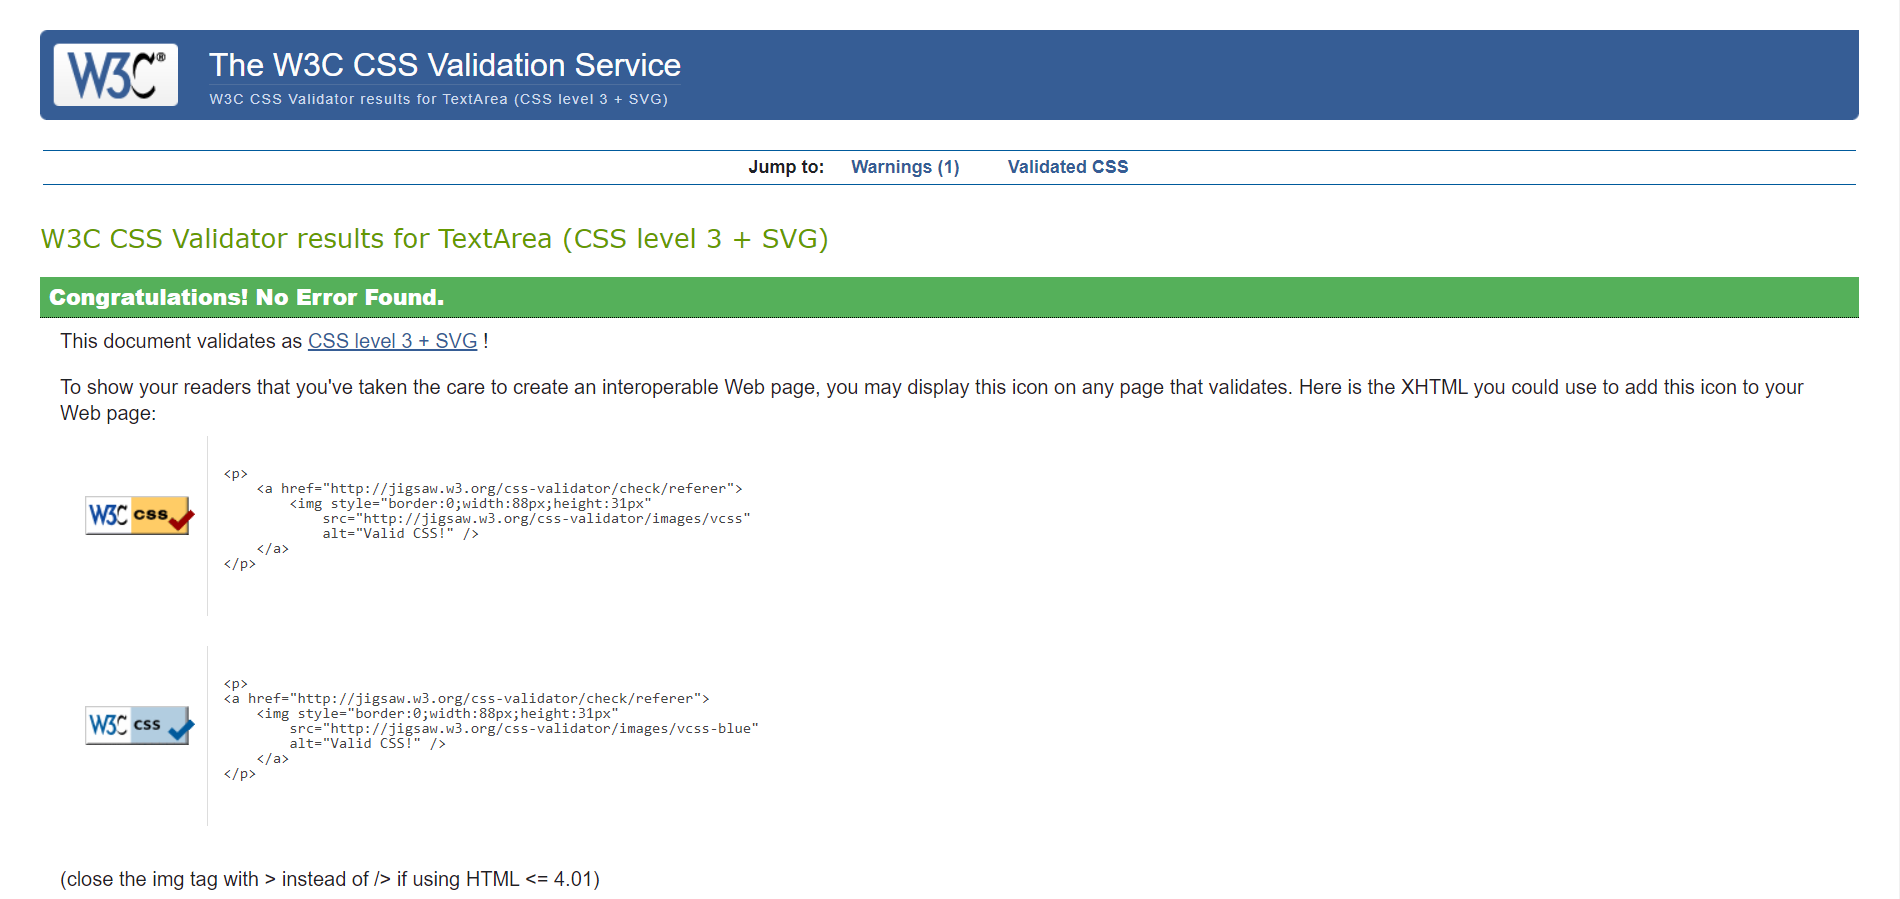 W3C®
The W3C CSS Validation Service
W3C CSS Validator results for TextArea (CSS level 3 + SVG)
Jump to: Warnings (1) Validated CSS
W3C CSS Validator results for TextArea (CSS level 3 + SVG)
Congratulations! No Error Found.
This document validates as CSS level 3 + SVG !
To show your readers that you've taken the care to create an interoperable Web page, you may display this icon on any page that validates. Here is the XHTML you could use to add this icon to your
Web page:
W3C css
<p>
    <a href="http://jigsaw.w3.org/css-validator/check/referer">
        <img style="border:0;width:88px;height:31px"
            src="http://jigsaw.w3.org/css-validator/images/vcss"
            alt="Valid CSS!" />
    </a>
</p>
W3C css
<p>
<a href="http://jigsaw.w3.org/css-validator/check/referer">
    <img style="border:0;width:88px;height:31px"
        src="http://jigsaw.w3.org/css-validator/images/vcss-blue"
        alt="Valid CSS!" />
    </a>
</p>
(close the img tag with > instead of /> if using HTML <= 4.01)